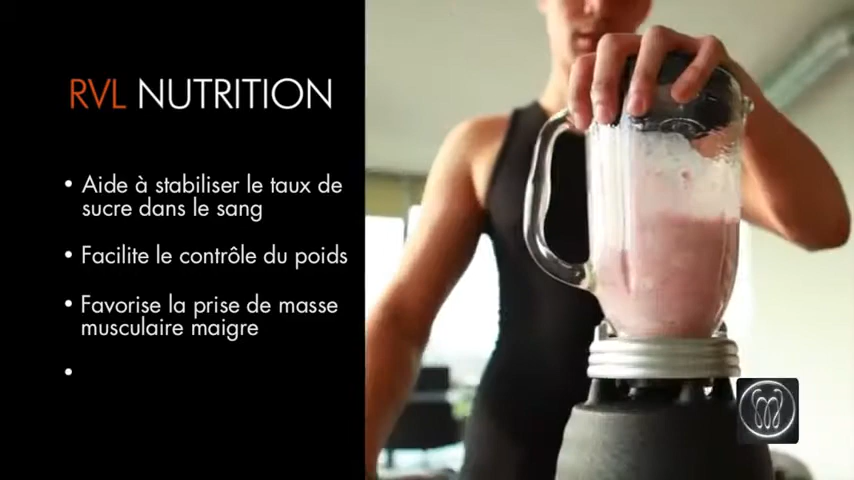 RVL NUTRITION
• Aide à stabiliser le taux de
sucre dans le sang
• Facilite le contrôle du poids
• Favorise la prise de masse
musculaire maigre
•